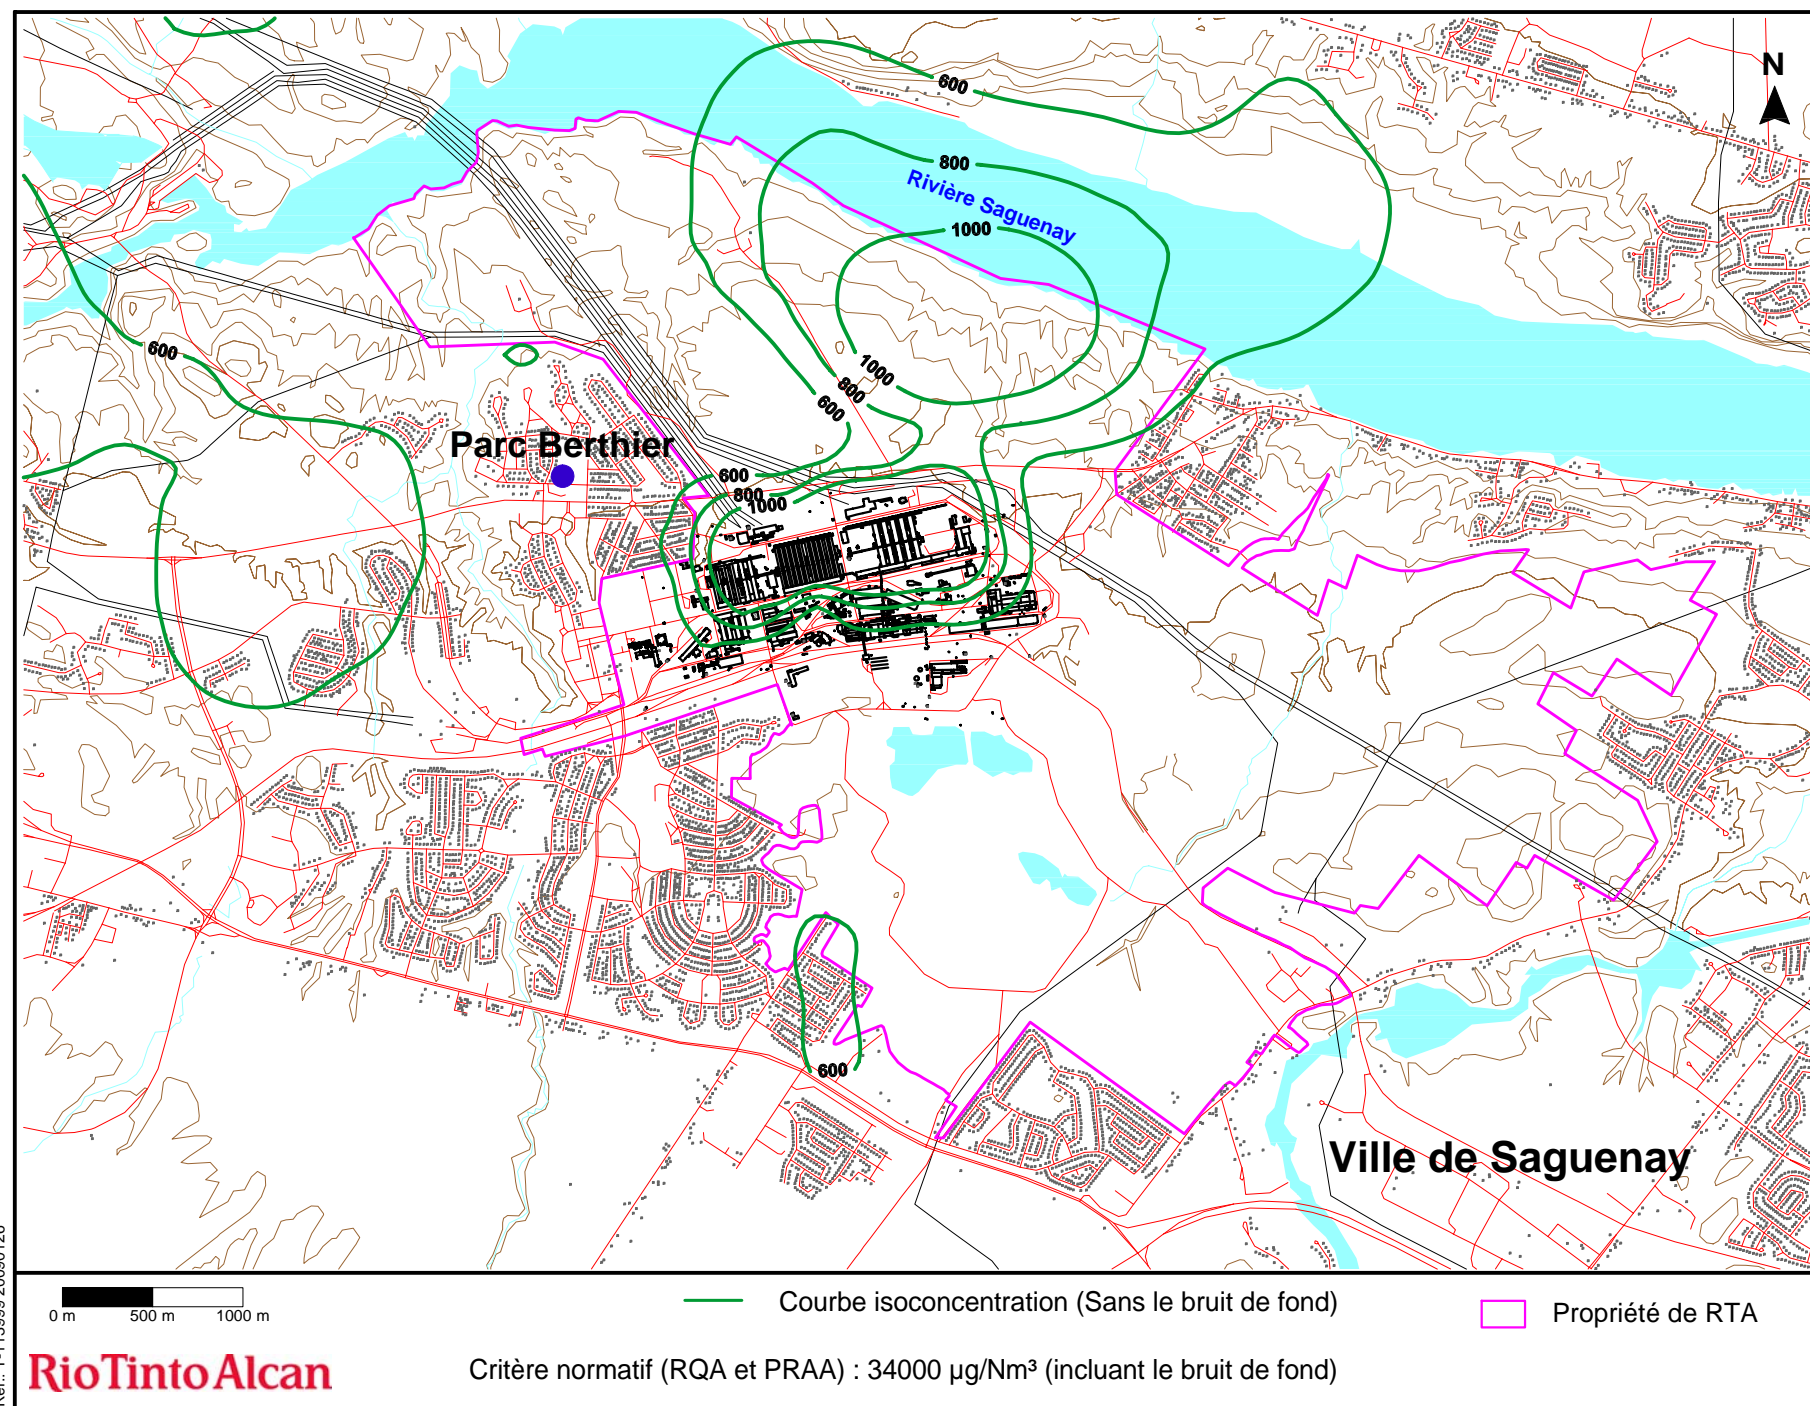 N
600
800
Rivière Saguenay
1000
600
1000
800
600
Parc Berthier
600
800
1000
600
Ville de Saguenay
0 m 500 m 1000 m
Courbe isoconcentration (Sans le bruit de fond)
Propriété de RTA
RioTintoAlcan
Critère normatif (RQA et PRAA) : 34000 µg/Nm³ (incluant le bruit de fond)